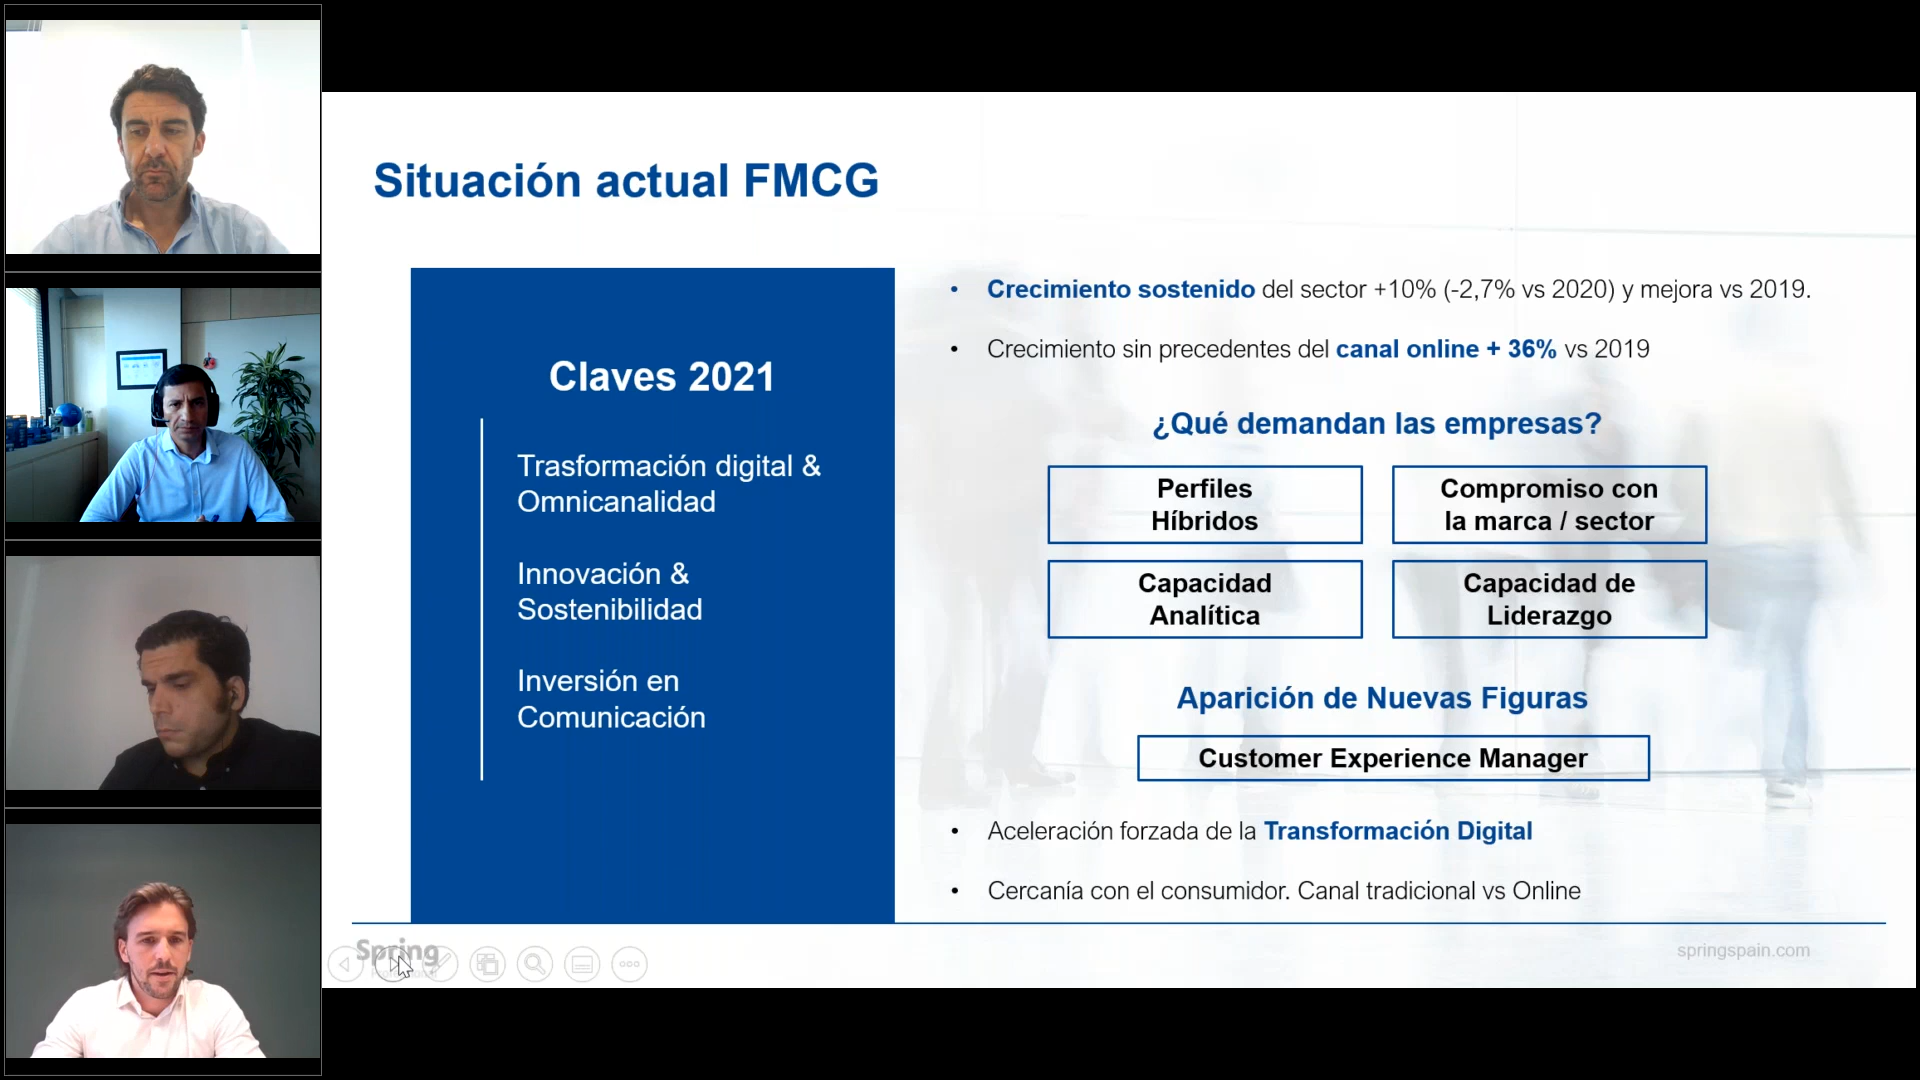 Situación actual FMCG
Claves 2021
Trasformación digital &
Omnicanalidad
Innovación &
Sostenibilidad
Inversión en
Comunicación
• Crecimiento sostenido del sector +10% (-2,7% vs 2020) y mejora vs 2019.
• Crecimiento sin precedentes del canal online + 36% vs 2019
¿Qué demandan las empresas?
Perfiles
Híbridos
Compromiso con
la marca / sector
Capacidad
Analítica
Capacidad de
Liderazgo
Aparición de Nuevas Figuras
Customer Experience Manager
• Aceleración forzada de la Transformación Digital
• Cercanía con el consumidor. Canal tradicional vs Online
Spring
springspain.com